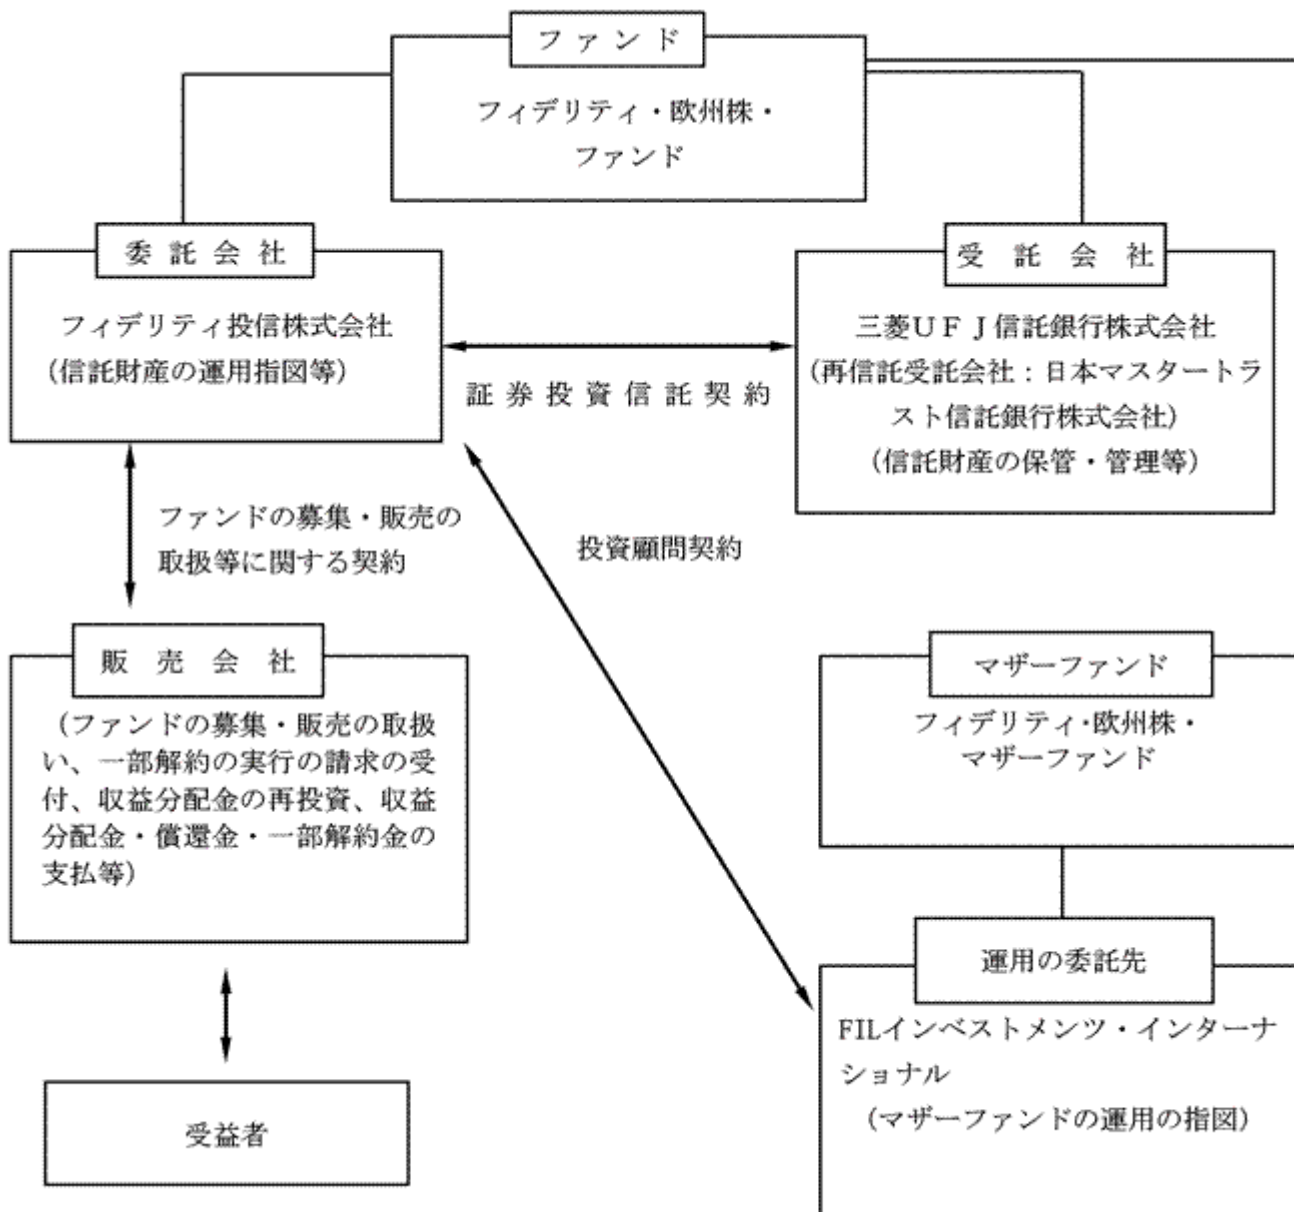 ファンド
フィデリティ・欧州株・
ファンド
委託会社
フィデリティ投信株式会社
（信託財産の運用指図等）
受託会社
三菱ＵＦＪ信託銀行株式会社
（再信託受託会社：日本マスタートラ
スト信託銀行株式会社）
（信託財産の保管・管理等）
証券投資信託契約
ファンドの募集・販売の
取扱等に関する契約
投資顧問契約
販売会社
（ファンドの募集・販売の取扱
い、一部解約の実行の請求の受
付、収益分配金の再投資、収益
分配金・償還金・一部解約金の
支払等）
マザーファンド
フィデリティ・欧州株・
マザーファンド
運用の委託先
FILインベストメンツ・インターナ
ショナル
（マザーファンドの運用の指図）
受益者